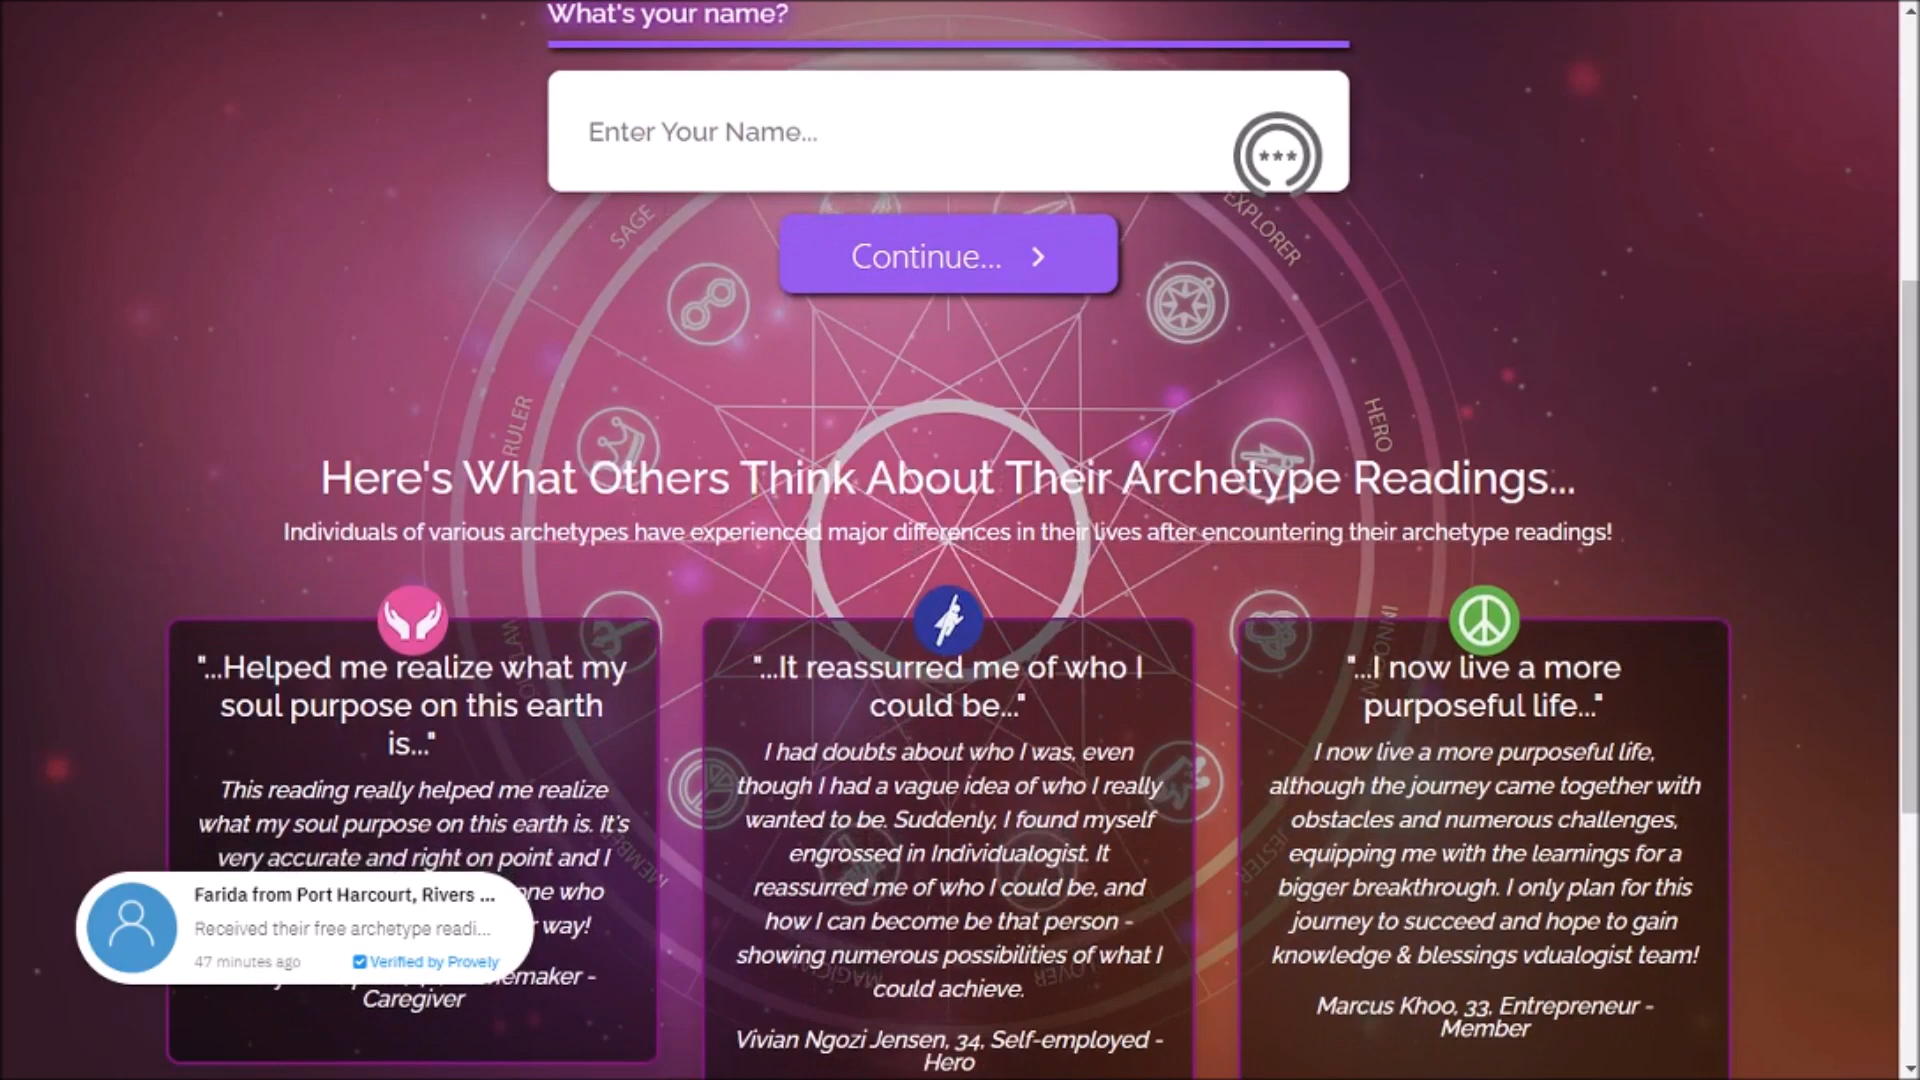 What's your name?
Enter Your Name...
Continue...
SAGE
EXPLORER
RULER
HERO
Here's What Others Think About Their Archetype Readings...
Individuals of various archetypes have experienced major differences in their lives after encountering their archetype readings!
"...Helped me realize what my
soul purpose on this earth
is..."
This reading really helped me realize
what my soul purpose on this earth is. It's
very accurate and right on point and I
who
way!
Caregiver
Farida from Port Harcourt, Rivers ...
Received their free archetype readi...
47 minutes ago
Verified by Provely
"...It reassurred me of who I
could be..."
I had doubts about who I was, even
though I had a vague idea of who I really
wanted to be. Suddenly, I found myself
engrossed in Individualogist. It
reassurred me of who I could be, and
how I can become be that person -
showing numerous possibilities of what I
could achieve.
Vivian Ngozi Jensen, 34, Self-employed -
Hero
"...I now live a more
purposeful life..."
I now live a more purposeful life,
although the journey came together with
obstacles and numerous challenges,
equipping me with the learnings for a
bigger breakthrough. I only plan for this
journey to succeed and hope to gain
knowledge & blessings vdualogist team!
Marcus Khoo, 33, Entrepreneur -
Member
JESTER
MAGICIAN
LOVER